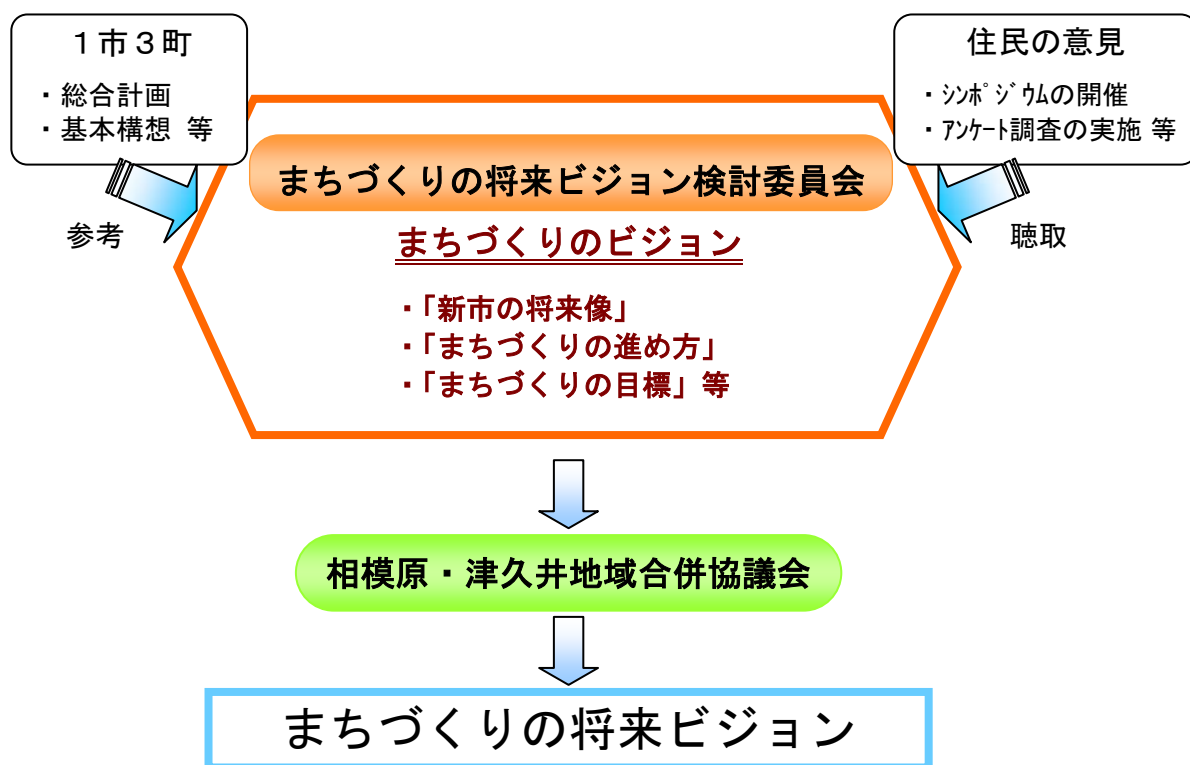 １市３町
・総合計画
・基本構想 等
参考
住民の意見
・ｼﾝﾎﾟｼﾞｳﾑの開催
・ｱﾝｹｰﾄ調査の実施 等
聴取
まちづくりの将来ビジョン検討委員会
まちづくりのビジョン
・「新市の将来像」
・「まちづくりの進め方」
・「まちづくりの目標」等
相模原・津久井地域合併協議会
まちづくりの将来ビジョン